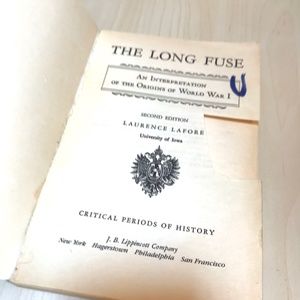 THE LONG FUSE
AN INTERPRETATION
OF THE ORIGINS OF WORLD WAR I
SECOND EDITION
LAURENCE LAFORE
University of Iowa
CRITICAL PERIODS OF HISTORY
J. B. Lippincott Company
New York Hagerstown Philadelphia San Francisco